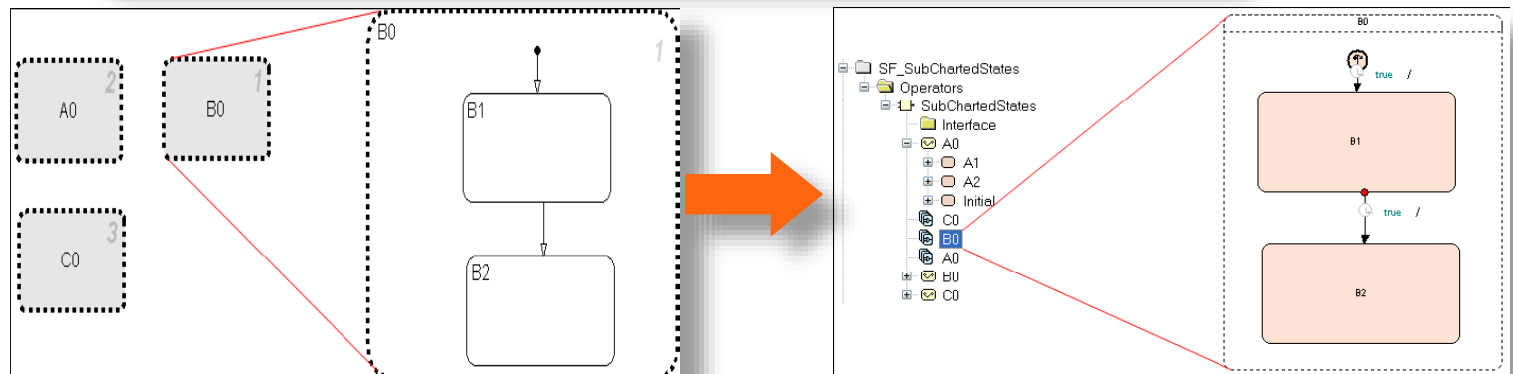 2
A0
1
B0
3
C0
B0
1
B1
B2
SF_SubChartedStates
Operators
SubChartedStates
Interface
A0
A1
A2
Initial
C0
B0
A0
B0
C0
B0
true /
B1
true /
B2